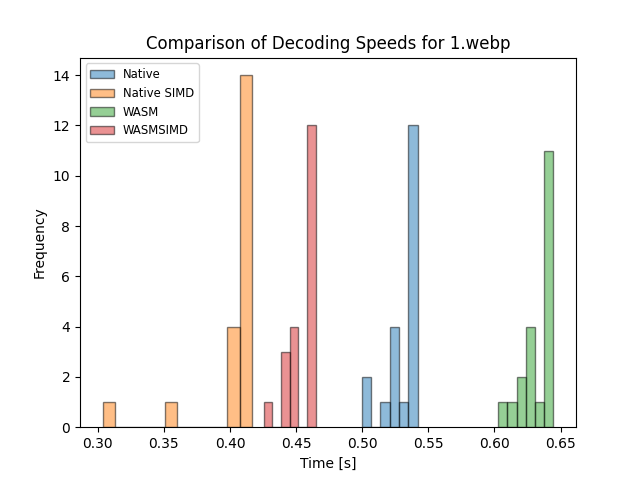 Comparison of Decoding Speeds for 1.webp
Native
Native SIMD
WASM
WASMSIMD
14
12
10
8
6
4
2
0
Frequency
0.30 0.35 0.40 0.45 0.50 0.55 0.60 0.65
Time [s]